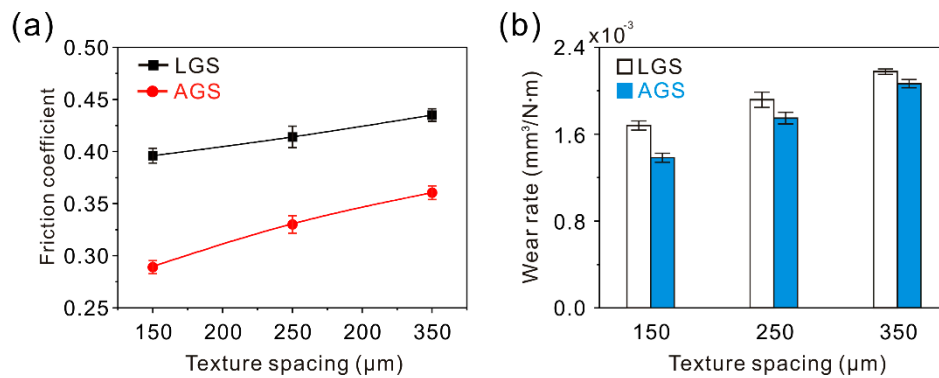 (a)
0.50
0.45
0.40
0.35
0.30
0.25
Friction coefficient
LGS
AGS
150 200 250 200 350
Texture spacing (μm)
(b)
×10⁻³
2.4
1.6
0.8
0.0
Wear rate (mm³/N·m)
LGS
AGS
150 250 350
Texture spacing (μm)